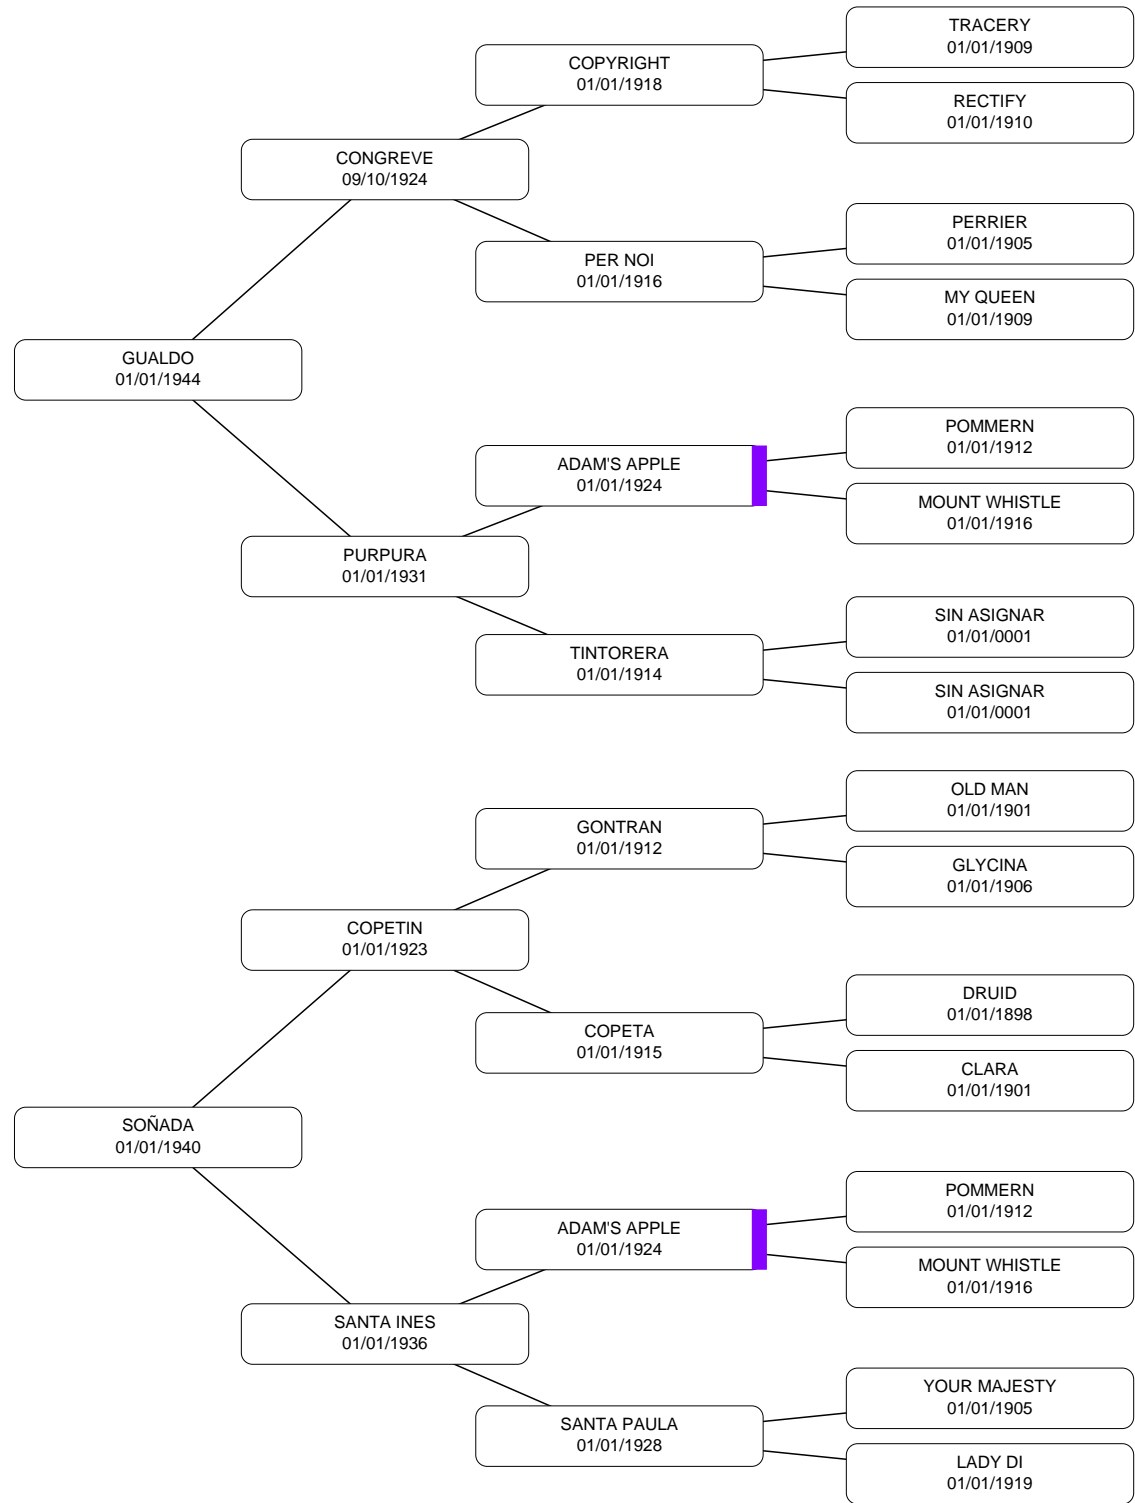 TRACERY
01/01/1909
COPYRIGHT
01/01/1918
RECTIFY
01/01/1910
CONGREVE
09/10/1924
PERRIER
01/01/1905
PER NOI
01/01/1916
MY QUEEN
01/01/1909
GUALDO
01/01/1944
POMMERN
01/01/1912
ADAM'S APPLE
01/01/1924
MOUNT WHISTLE
01/01/1916
PURPURA
01/01/1931
SIN ASIGNAR
01/01/0001
TINTORERA
01/01/1914
SIN ASIGNAR
01/01/0001
OLD MAN
01/01/1901
GONTRAN
01/01/1912
GLYCINA
01/01/1906
COPETIN
01/01/1923
DRUID
01/01/1898
COPETA
01/01/1915
CLARA
01/01/1901
SOÑADA
01/01/1940
POMMERN
01/01/1912
ADAM'S APPLE
01/01/1924
MOUNT WHISTLE
01/01/1916
SANTA INES
01/01/1936
YOUR MAJESTY
01/01/1905
SANTA PAULA
01/01/1928
LADY DI
01/01/1919